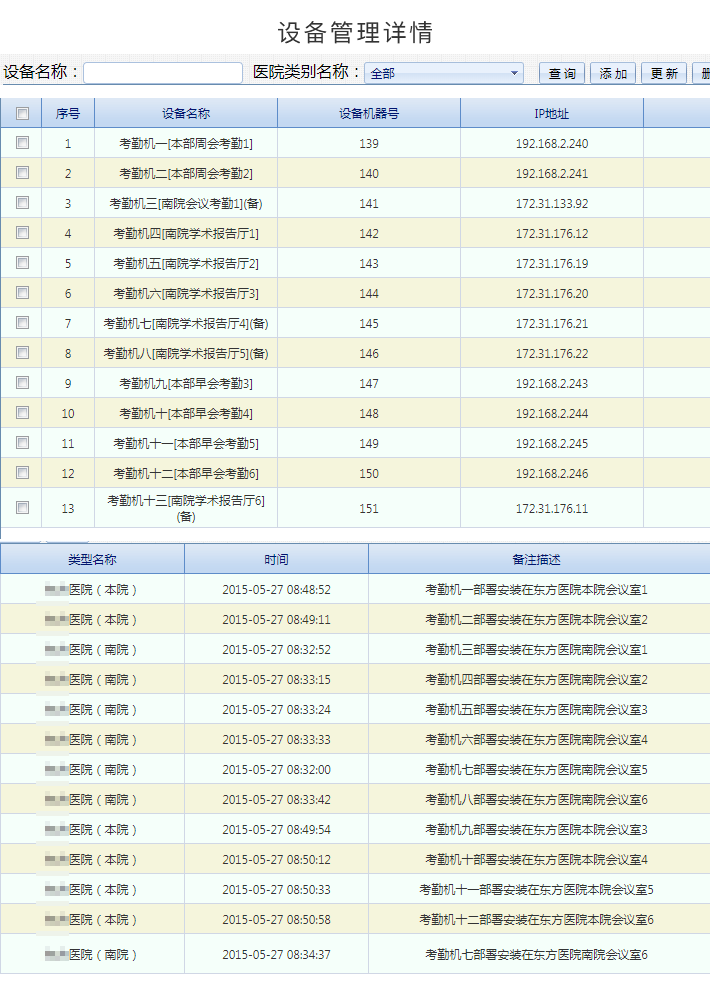 设备管理详情
设备名称： 医院类别名称： 全部 查 询 添 加 更 新
序号 设备名称 设备机器号 IP地址
1 考勤机一[本部周会考勤1] 139 192.168.2.240
2 考勤机二[本部周会考勤2] 140 192.168.2.241
3 考勤机三[南院会议考勤1](备) 141 172.31.133.92
4 考勤机四[南院学术报告厅1] 142 172.31.176.12
5 考勤机五[南院学术报告厅2] 143 172.31.176.19
6 考勤机六[南院学术报告厅3] 144 172.31.176.20
7 考勤机七[南院学术报告厅4](备) 145 172.31.176.21
8 考勤机八[南院学术报告厅5](备) 146 172.31.176.22
9 考勤机九[本部早会考勤3] 147 192.168.2.243
10 考勤机十[本部早会考勤4] 148 192.168.2.244
11 考勤机十一[本部早会考勤5] 149 192.168.2.245
12 考勤机十二[本部早会考勤6] 150 192.168.2.246
13 考勤机十三[南院学术报告厅6] 151 172.31.176.11
(备)
类型名称 时间 备注描述
医院（本院） 2015-05-27 08:48:52 考勤机一部署安装在东方医院本院会议室1
医院（本院） 2015-05-27 08:49:11 考勤机二部署安装在东方医院本院会议室2
医院（南院） 2015-05-27 08:32:52 考勤机三部署安装在东方医院南院会议室1
医院（南院） 2015-05-27 08:33:15 考勤机四部署安装在东方医院南院会议室2
医院（南院） 2015-05-27 08:33:24 考勤机五部署安装在东方医院南院会议室3
医院（南院） 2015-05-27 08:33:33 考勤机六部署安装在东方医院南院会议室4
医院（南院） 2015-05-27 08:32:00 考勤机七部署安装在东方医院南院会议室5
医院（南院） 2015-05-27 08:33:42 考勤机八部署安装在东方医院南院会议室6
医院（本院） 2015-05-27 08:49:54 考勤机九部署安装在东方医院本院会议室3
医院（本院） 2015-05-27 08:50:12 考勤机十部署安装在东方医院本院会议室4
医院（本院） 2015-05-27 08:50:33 考勤机十一部署安装在东方医院本院会议室5
医院（本院） 2015-05-27 08:50:58 考勤机十二部署安装在东方医院本院会议室6
医院（南院） 2015-05-27 08:34:37 考勤机七部署安装在东方医院南院会议室6